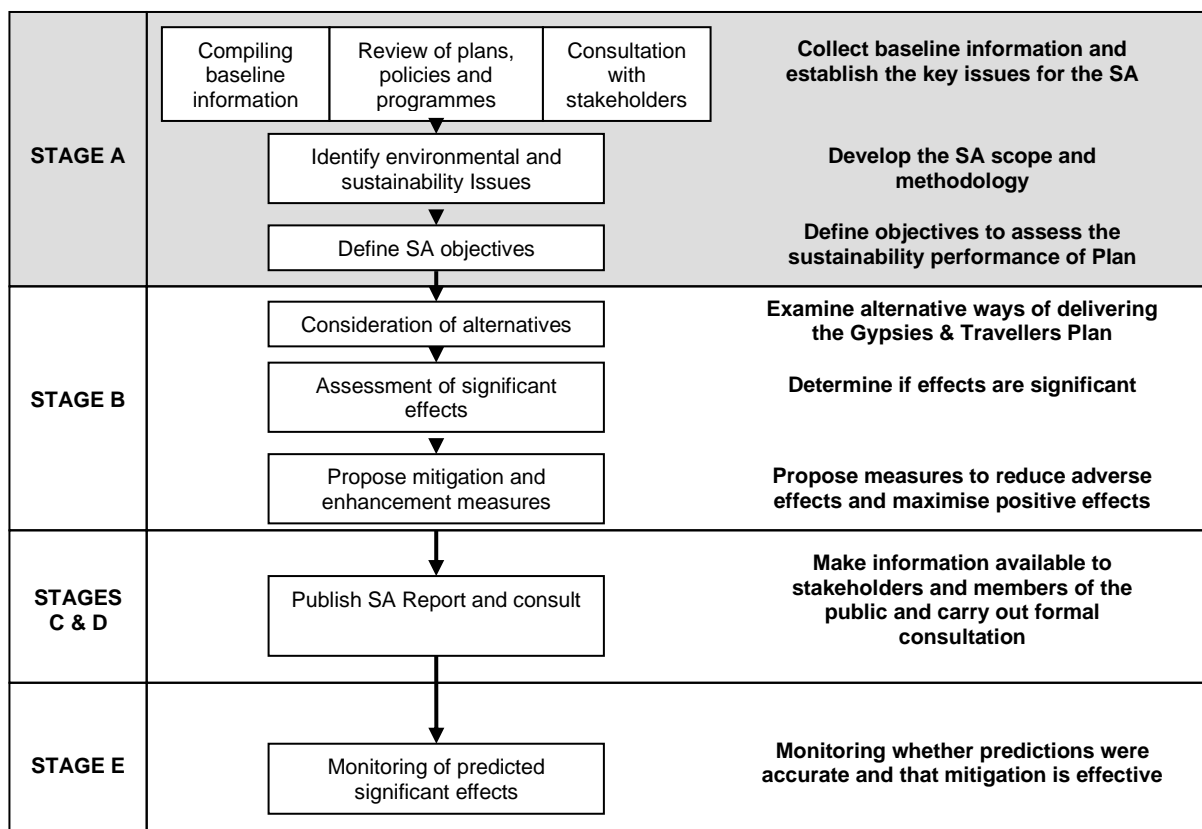 STAGE A
Compiling
baseline
information
Review of plans,
policies and
programmes
Consultation
with
stakeholders
Collect baseline information and
establish the key issues for the SA
Identify environmental and
sustainability Issues
Develop the SA scope and
methodology
Define SA objectives
Define objectives to assess the
sustainability performance of Plan
STAGE B
Consideration of alternatives
Examine alternative ways of delivering
the Gypsies & Travellers Plan
Assessment of significant
effects
Determine if effects are significant
Propose mitigation and
enhancement measures
Propose measures to reduce adverse
effects and maximise positive effects
STAGES
C & D
Publish SA Report and consult
Make information available to
stakeholders and members of the
public and carry out formal
consultation
STAGE E
Monitoring of predicted
significant effects
Monitoring whether predictions were
accurate and that mitigation is effective